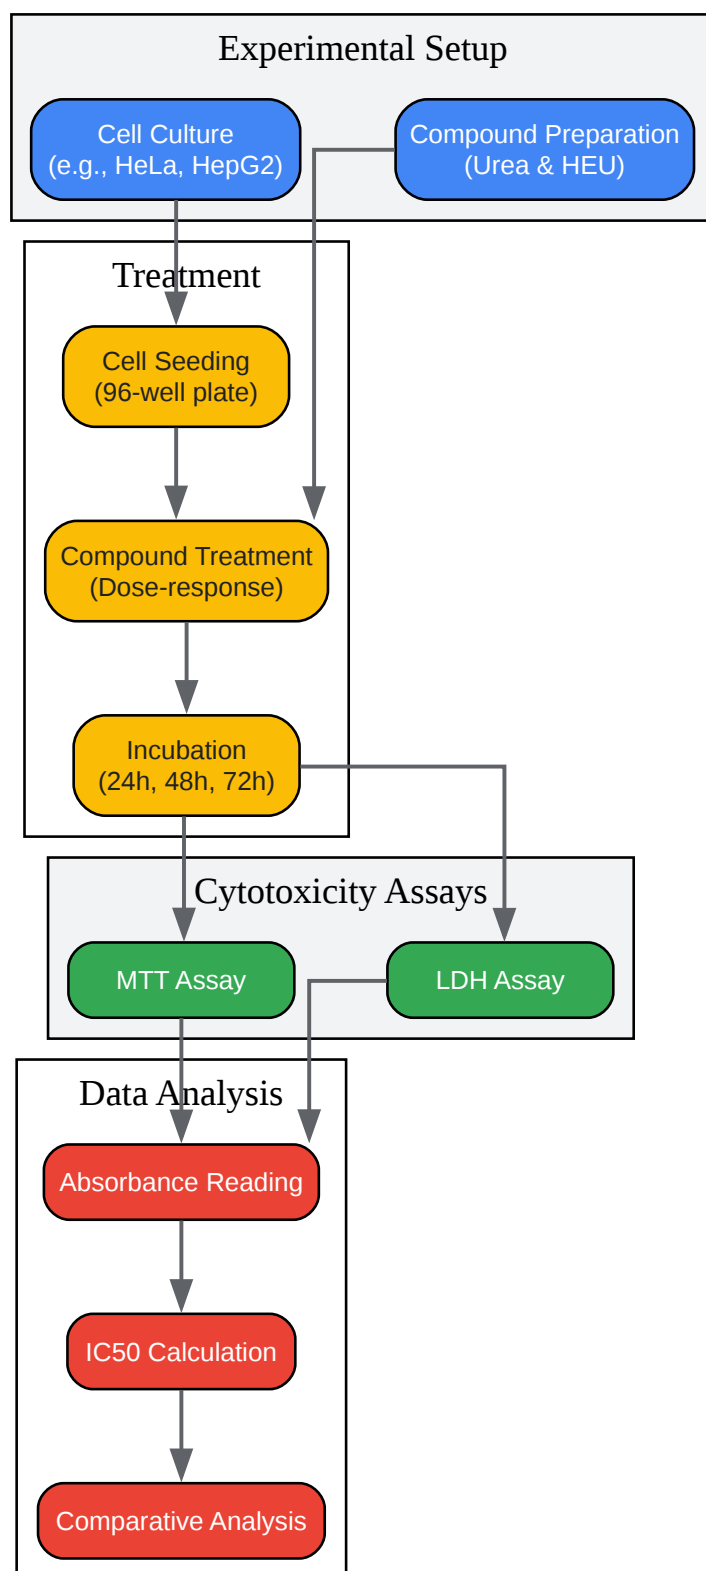 Experimental Setup
Cell Culture
(e.g., HeLa, HepG2)
Compound Preparation
(Urea & HEU)
Treatment
Cell Seeding
(96-well plate)
Compound Treatment
(Dose-response)
Incubation
(24h, 48h, 72h)
Cytotoxicity Assays
MTT Assay
LDH Assay
Data Analysis
Absorbance Reading
IC50 Calculation
Comparative Analysis